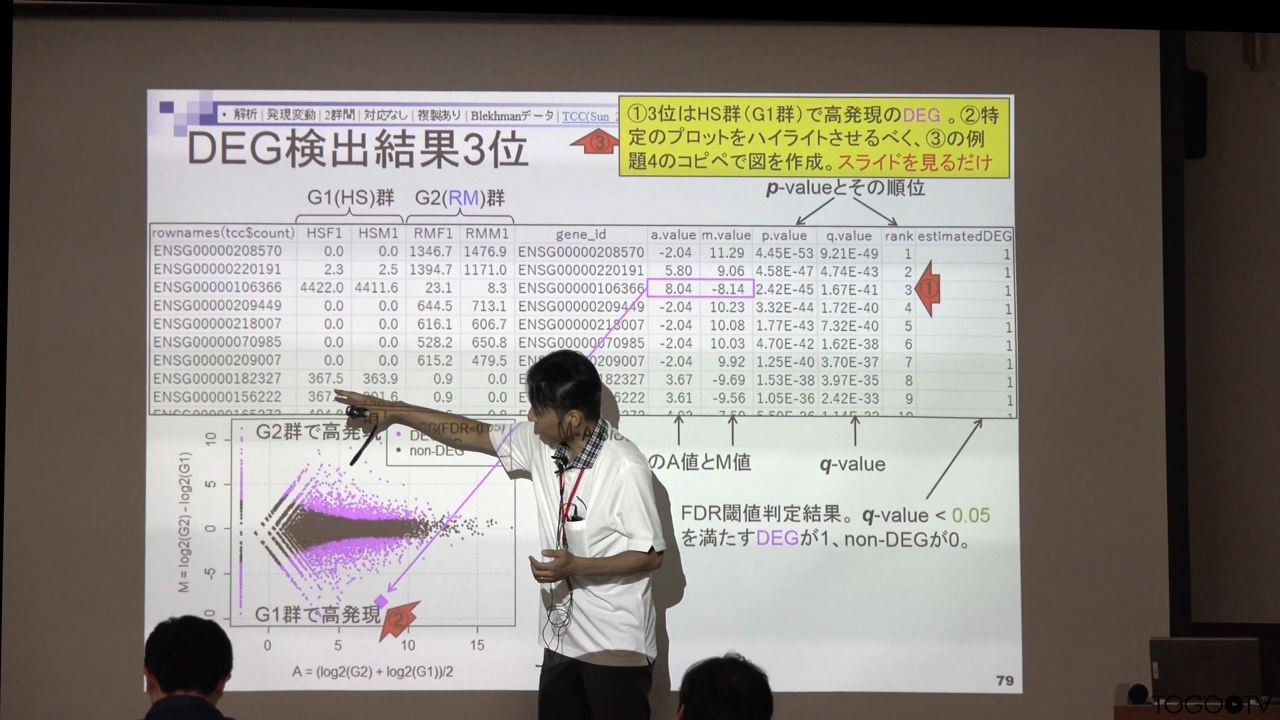 ・解析 | 発現変動 | 2群間 | 対応なし | 複製あり | Blekhmanデータ | TCC(Sun_2
DEG検出結果3位
③
①3位はHS群(G1群)で高発現のDEG 。②特
定のプロットをハイライトさせるべく、③の例
題4のコピペで図を作成。スライドを見るだけ
G1(HS)群 G2(RM)群
p-valueとその順位
rownames(tcc$count) HSF1 HSM1 RMF1 RMM1 gene_id a.value m.value p.value q.value rank estimatedDEG
ENSG00000208570 0.0 0.0 1346.7 1476.9 ENSG00000208570 -2.04 11.29 4.45E-53 9.21E-49 1 1
ENSG00000220191 2.3 2.5 1394.7 1171.0 ENSG00000220191 5.80 9.06 4.58E-47 4.74E-43 2 1
ENSG00000106366 4422.0 4411.6 23.1 8.3 ENSG00000106366 8.04 -8.14 2.42E-45 1.67E-41 3 1
①
ENSG00000209449 0.0 0.0 644.5 713.1 ENSG00000209449 -2.04 10.23 3.32E-44 1.72E-40 4 1
ENSG00000218007 0.0 0.0 616.1 606.7 ENSG00000218007 -2.04 10.08 1.77E-43 7.32E-40 5 1
ENSG00000070985 0.0 0.0 528.2 650.8 ENSG00000070985 -2.04 10.03 4.70E-42 1.62E-38 6 1
ENSG00000209007 0.0 0.0 615.2 479.5 ENSG00000209007 -2.04 9.92 1.25E-40 3.70E-37 7 1
ENSG00000182327 367.5 363.9 0.9 0.0 182327 3.67 -9.69 1.53E-38 3.97E-35 8 1
ENSG00000156222 367. 0.9 0.0 156222 3.61 -9.56 1.05E-36 2.42E-33 9 1
G2群で高発現
DEG(FDR<0.05)
non-DEG
M-A
のA値とM値
q-value
FDR閾値判定結果。q-value < 0.05
を満たすDEGが1、non-DEGが0。
M = log2(G2) - log2(G1)
10
5
0
-5
G1群で高発現
②
0 5 10 15
A = (log2(G2) + log2(G1))/2
79
TOGOTV